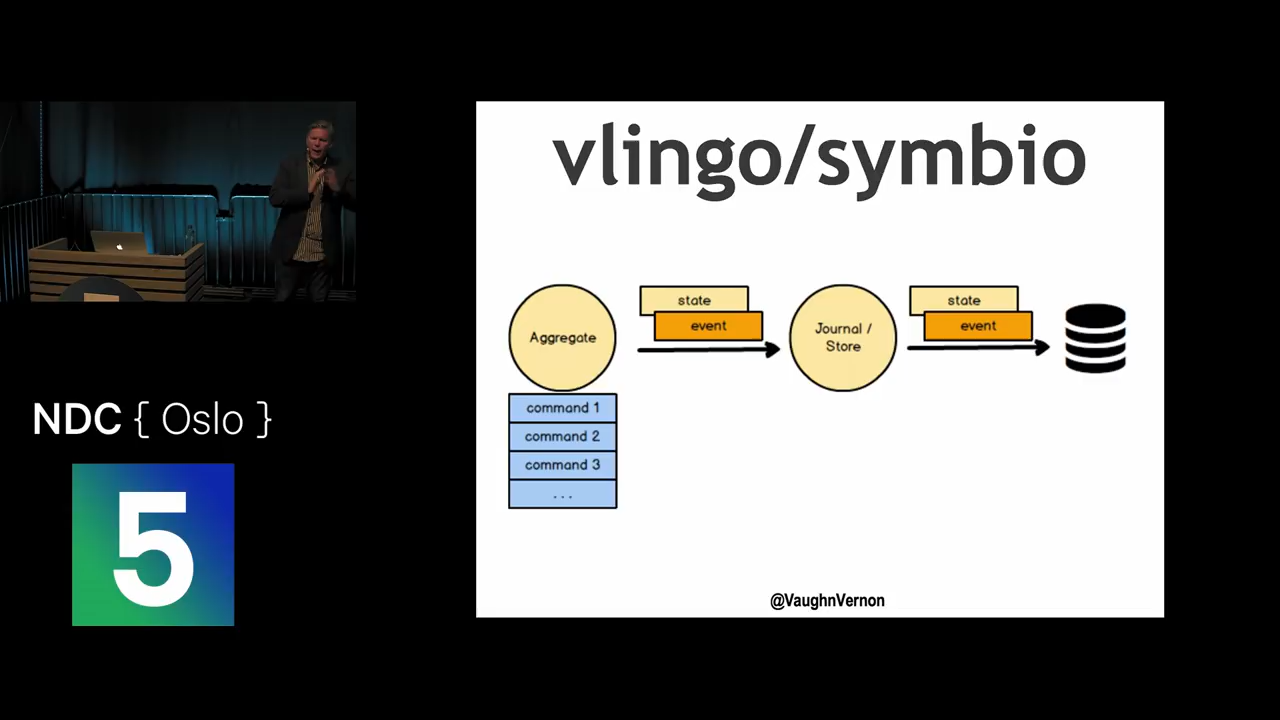 vlingo/symbio
state
event
state
event
Aggregate
Journal /
Store
command 1
command 2
command 3
...
NDC { Oslo }
5
@VaughnVernon